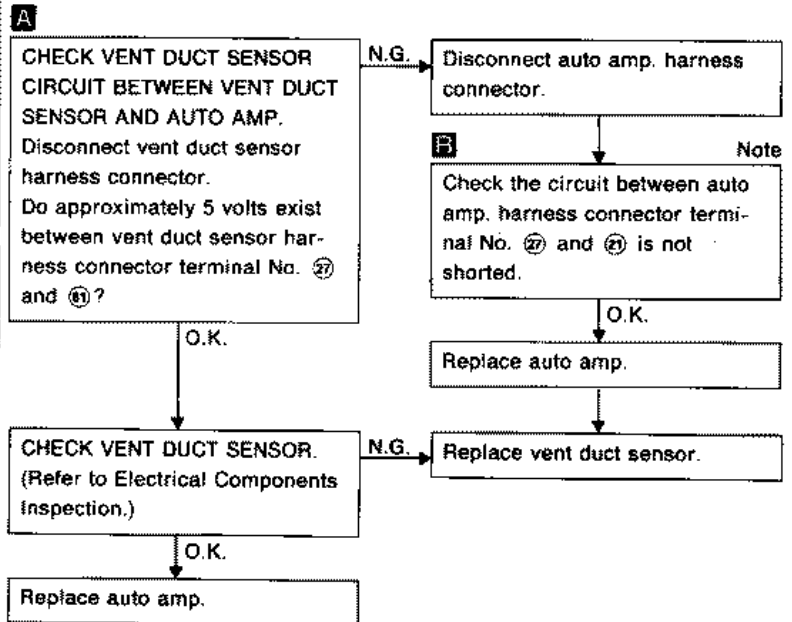 A
CHECK VENT DUCT SENSOR
CIRCUIT BETWEEN VENT DUCT
SENSOR AND AUTO AMP.
Disconnect vent duct sensor
harness connector.
Do approximately 5 volts exist
between vent duct sensor har-
ness connector terminal No. ㉗
and 61?
N.G.
Disconnect auto amp. harness
connector.
B
Note
Check the circuit between auto
amp. harness connector termi-
nal No. ㉗ and ㉑ is not
shorted.
O.K.
Replace auto amp.
O.K.
CHECK VENT DUCT SENSOR.
(Refer to Electrical Components
Inspection.)
N.G.
Replace vent duct sensor.
O.K.
Replace auto amp.